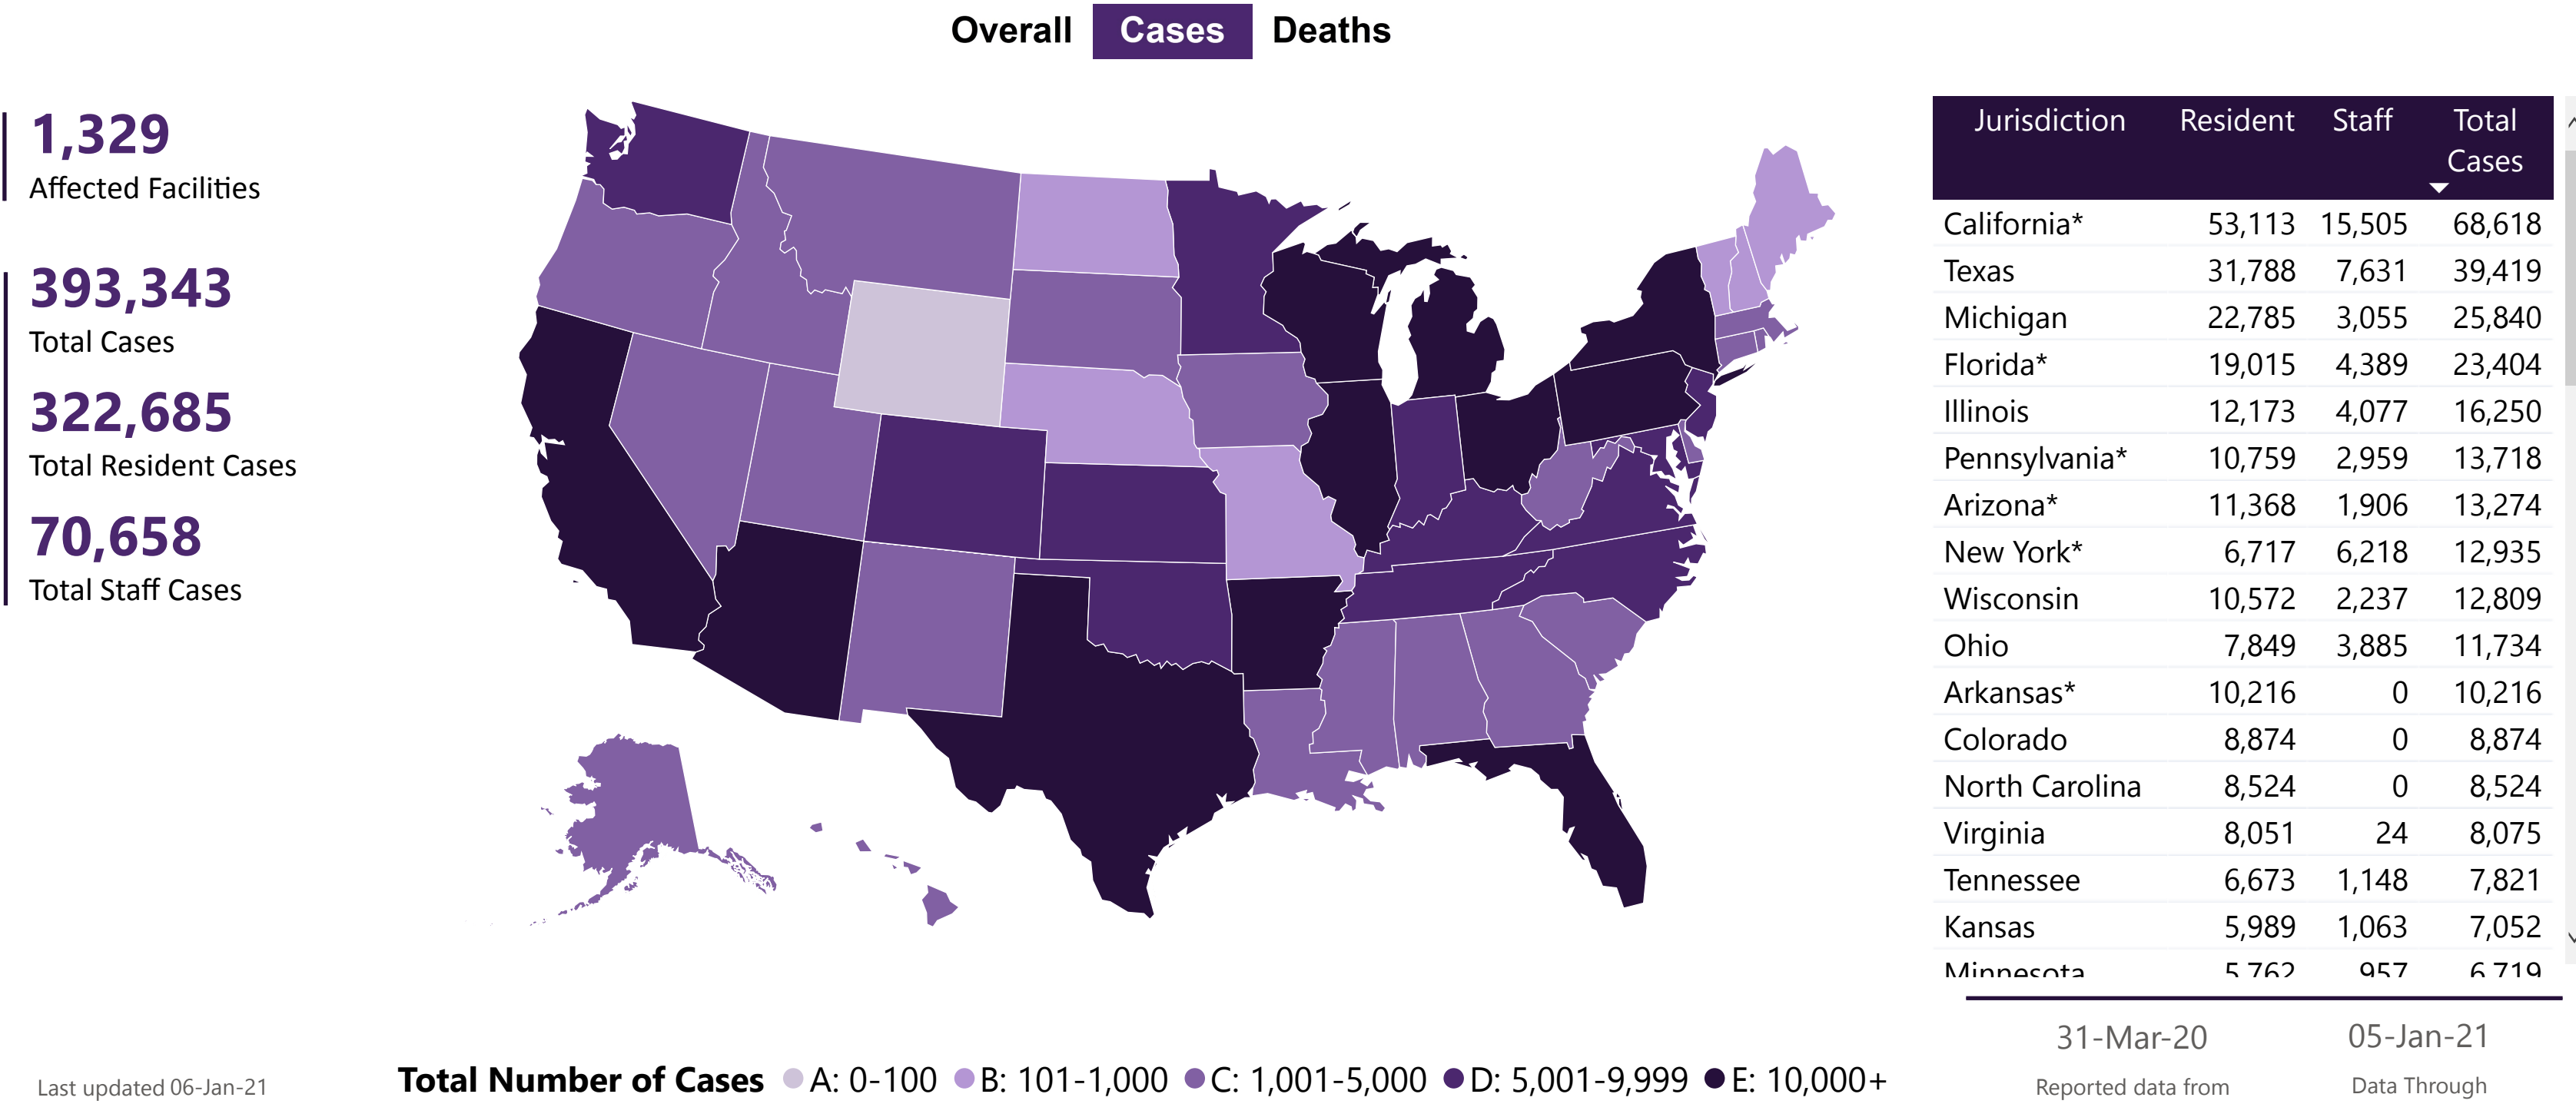 Overall Cases Deaths
1,329
Affected Facilities
393,343
Total Cases
322,685
Total Resident Cases
70,658
Total Staff Cases
Jurisdiction Resident Staff Total
Cases
California* 53,113 15,505 68,618
Texas 31,788 7,631 39,419
Michigan 22,785 3,055 25,840
Florida* 19,015 4,389 23,404
Illinois 12,173 4,077 16,250
Pennsylvania* 10,759 2,959 13,718
Arizona* 11,368 1,906 13,274
New York* 6,717 6,218 12,935
Wisconsin 10,572 2,237 12,809
Ohio 7,849 3,885 11,734
Arkansas* 10,216 0 10,216
Colorado 8,874 0 8,874
North Carolina 8,524 0 8,524
Virginia 8,051 24 8,075
Tennessee 6,673 1,148 7,821
Kansas 5,989 1,063 7,052
Minnesota 5,762 957 6,719
31-Mar-20 05-Jan-21
Reported data from Data Through
Total Number of Cases A: 0-100 B: 101-1,000 C: 1,001-5,000 D: 5,001-9,999 E: 10,000+
Last updated 06-Jan-21